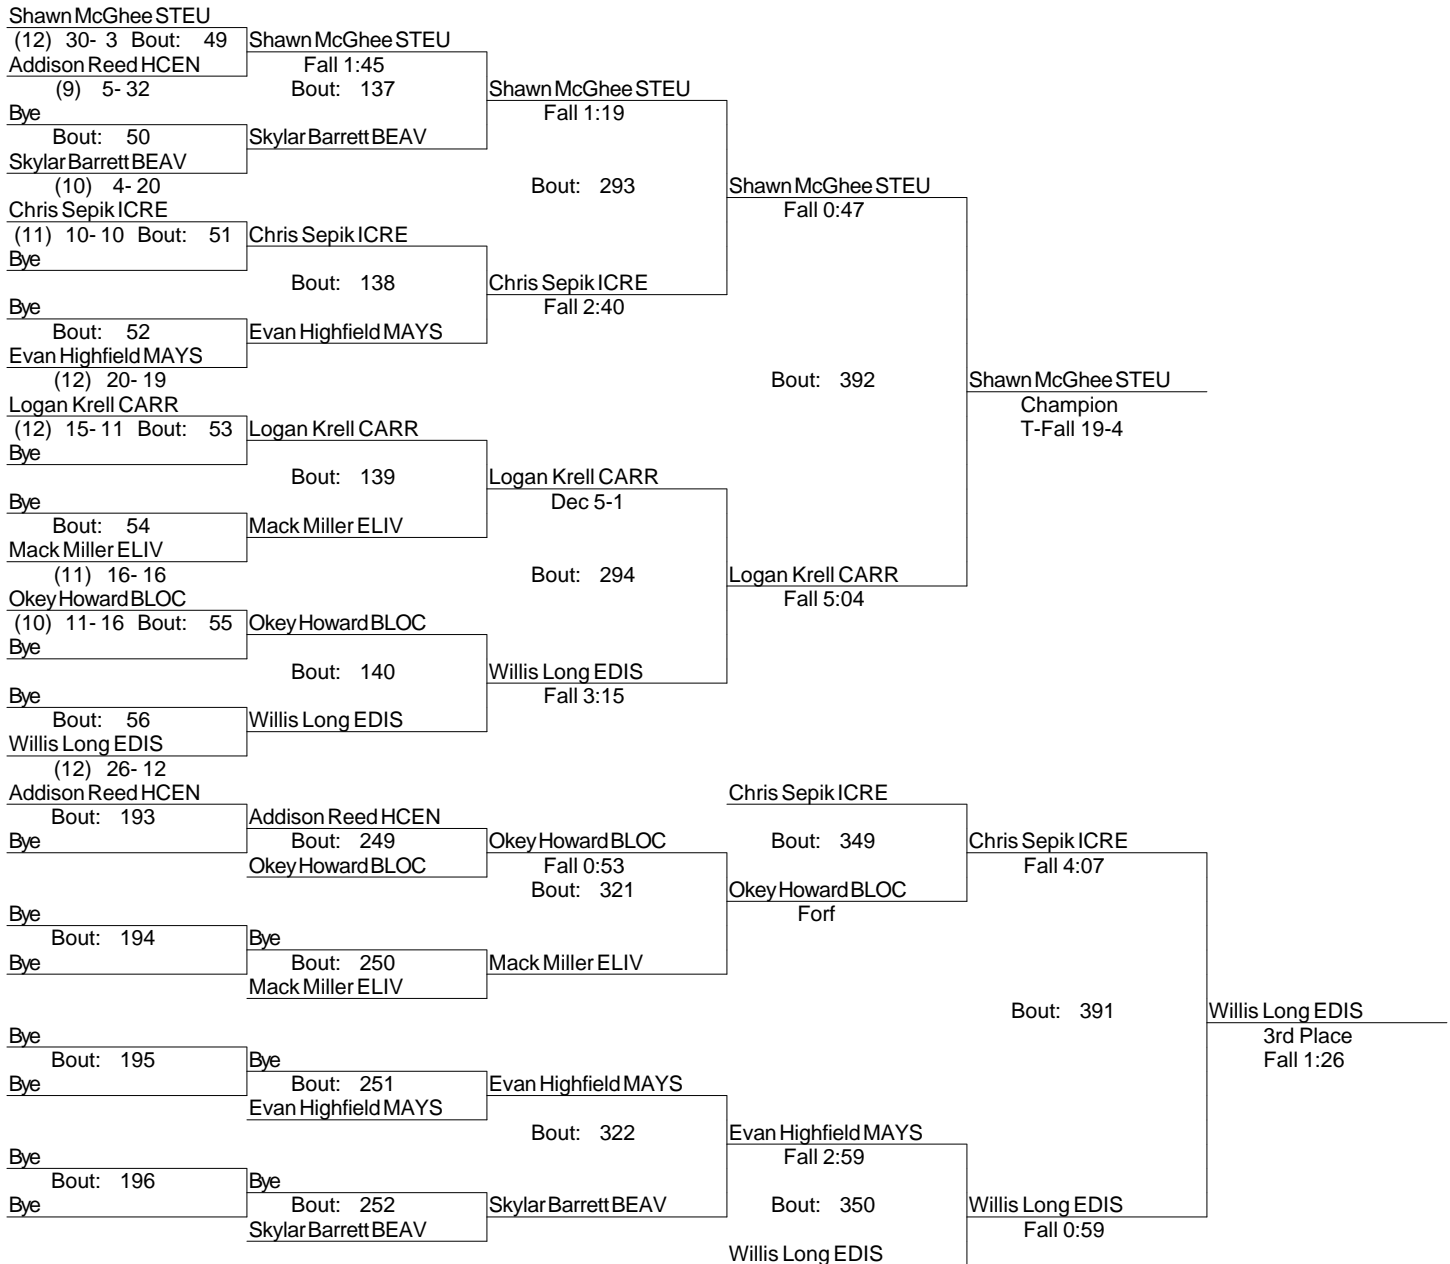 Shawn McGhee STEU
(12) 30- 3 Bout: 49 Shawn McGhee STEU
Addison Reed HCEN Fall 1:45
(9) 5- 32 Bout: 137 Shawn McGhee STEU
Bye Fall 1:19
Bout: 50 Skylar Barrett BEAV
Skylar Barrett BEAV
(10) 4- 20 Bout: 293 Shawn McGhee STEU
Chris Sepik ICRE Fall 0:47
(11) 10- 10 Bout: 51 Chris Sepik ICRE
Bye
Bout: 138 Chris Sepik ICRE
Bye Fall 2:40
Bout: 52 Evan Highfield MAYS
Evan Highfield MAYS
(12) 20- 19 Bout: 392 Shawn McGhee STEU
Logan Krell CARR Champion
(12) 15- 11 Bout: 53 Logan Krell CARR T-Fall 19-4
Bye
Bout: 139 Logan Krell CARR
Bye Dec 5-1
Bout: 54 Mack Miller ELIV
Mack Miller ELIV
(11) 16- 16 Bout: 294 Logan Krell CARR
Okey Howard BLOC Fall 5:04
(10) 11- 16 Bout: 55 Okey Howard BLOC
Bye
Bout: 140 Willis Long EDIS
Bye Fall 3:15
Bout: 56 Willis Long EDIS
Willis Long EDIS
(12) 26- 12
Addison Reed HCEN Chris Sepik ICRE
Bout: 193 Addison Reed HCEN
Bye Bout: 249 Okey Howard BLOC Bout: 349 Chris Sepik ICRE
Okey Howard BLOC Fall 0:53 Fall 4:07
Bout: 321 Okey Howard BLOC
Bye Forf
Bout: 194 Bye
Bye Bout: 250 Mack Miller ELIV
Mack Miller ELIV
Bout: 391 Willis Long EDIS
Bye 3rd Place
Bout: 195 Bye Fall 1:26
Bye Bout: 251 Evan Highfield MAYS
Evan Highfield MAYS
Bout: 322 Evan Highfield MAYS
Bye Fall 2:59
Bout: 196 Bye
Bye Bout: 252 Skylar Barrett BEAV Bout: 350 Willis Long EDIS
Skylar Barrett BEAV Fall 0:59
Willis Long EDIS